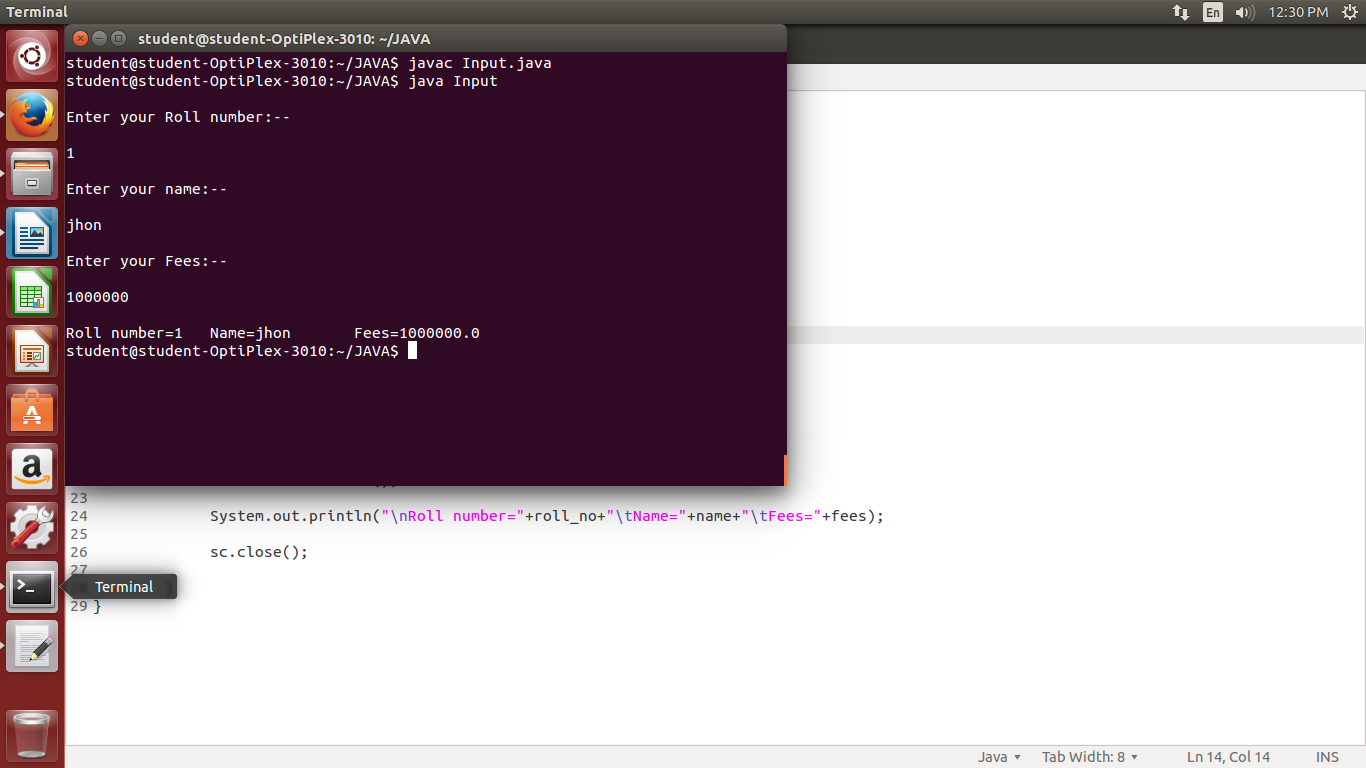 Terminal
En
12:30 PM
student@student-OptiPlex-3010: ~/JAVA
student@student-OptiPlex-3010:~/JAVA$ javac Input.java
student@student-OptiPlex-3010:~/JAVA$ java Input
Enter your Roll number:--
1
Enter your name:--
jhon
Enter your Fees:--
1000000
Roll number=1 Name=jhon Fees=1000000.0
student@student-OptiPlex-3010:~/JAVA$
23
24 System.out.println("\nRoll number="+roll_no+"\tName="+name+"\tFees="+fees);
25
26 sc.close();
27
Terminal
29 }
Java Tab Width: 8 Ln 14, Col 14 INS